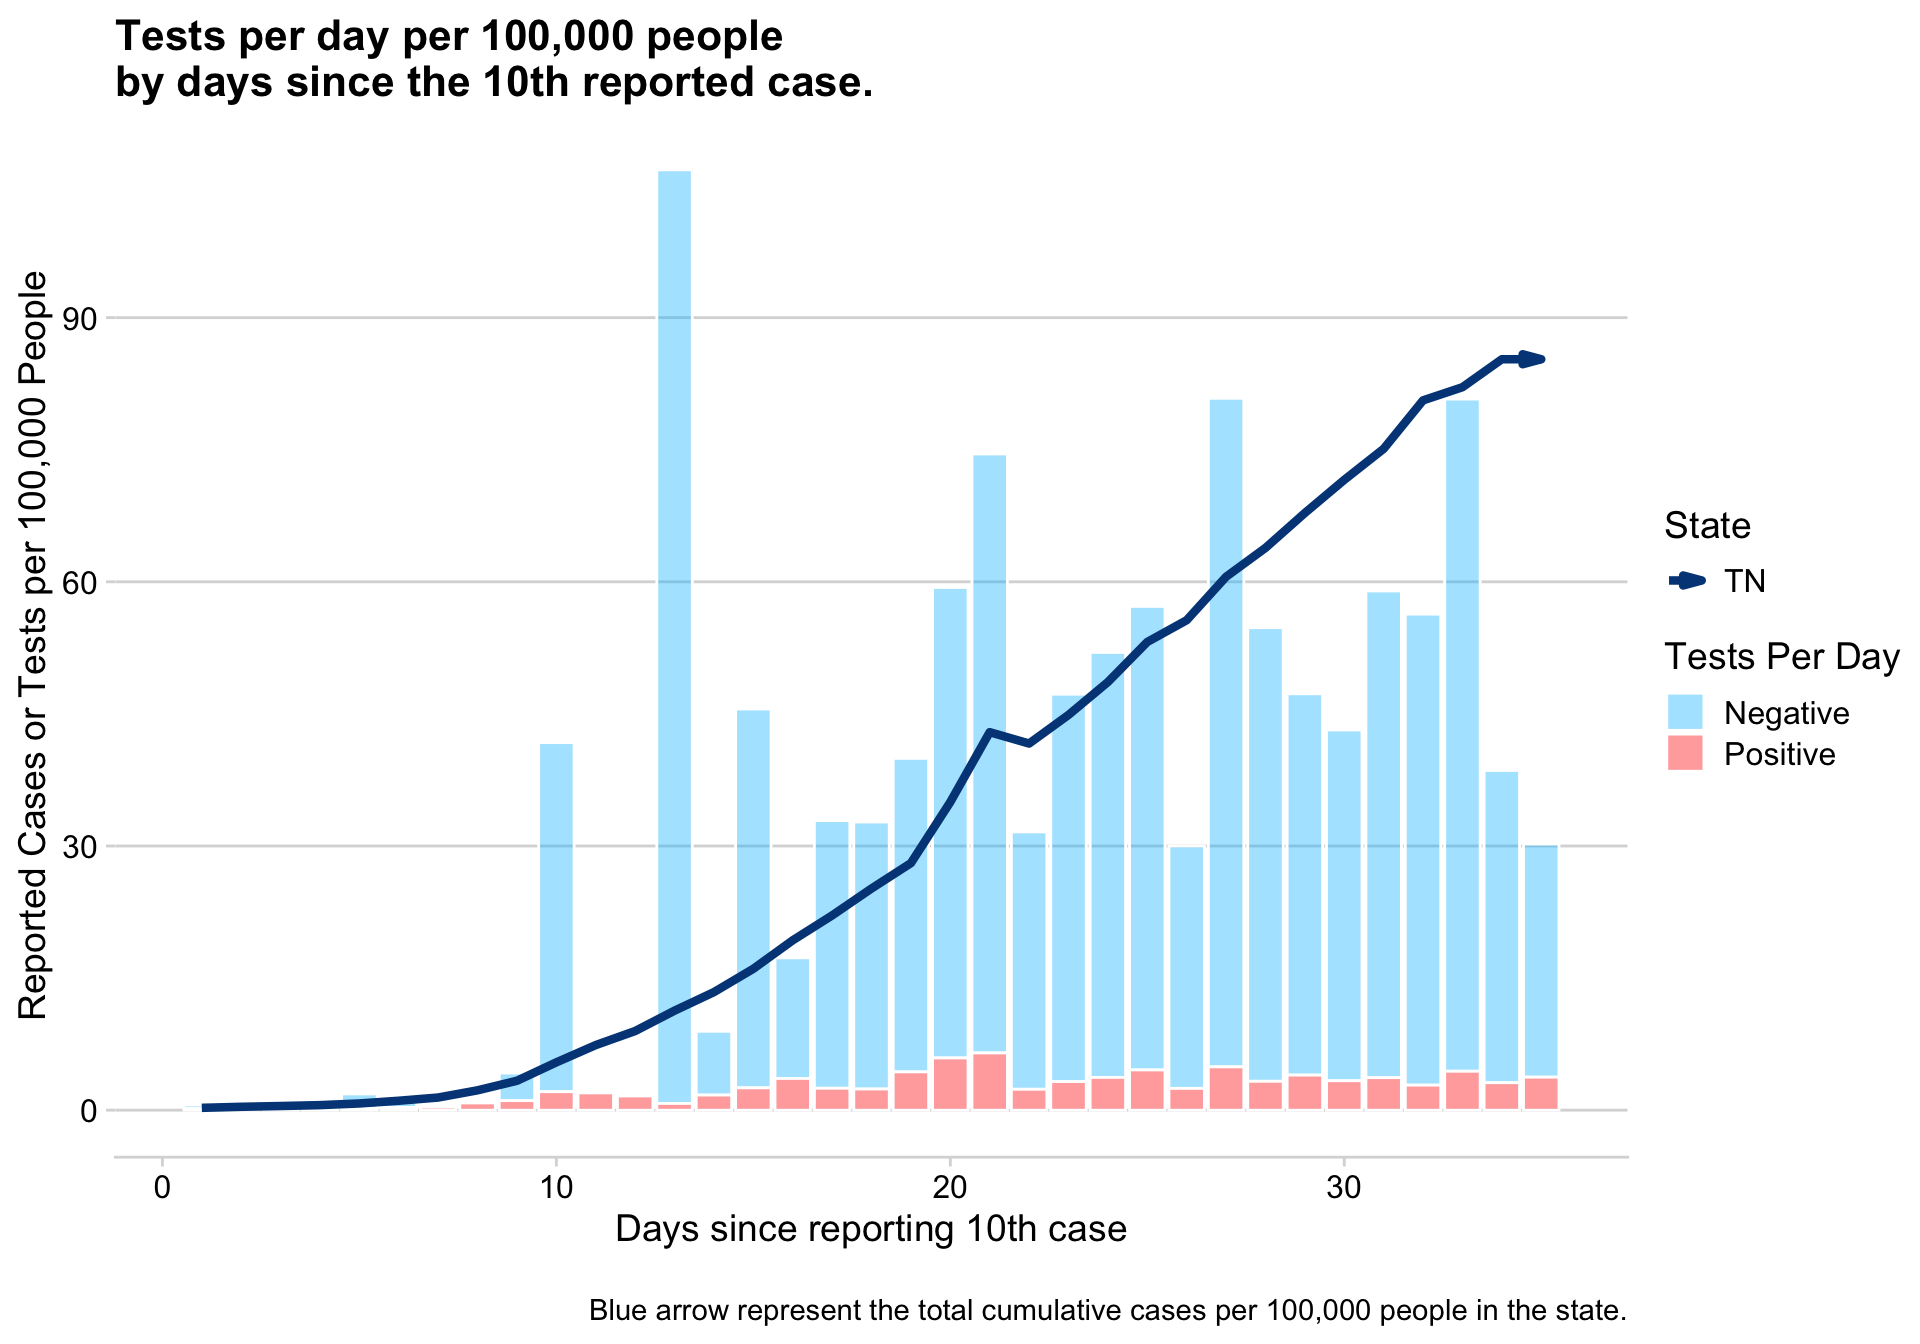 Tests per day per 100,000 people
by days since the 10th reported case.
Reported Cases or Tests per 100,000 People
90
60
30
0
0
10
20
30
Days since reporting 10th case
State
TN
Tests Per Day
Negative
Positive
Blue arrow represent the total cumulative cases per 100,000 people in the state.